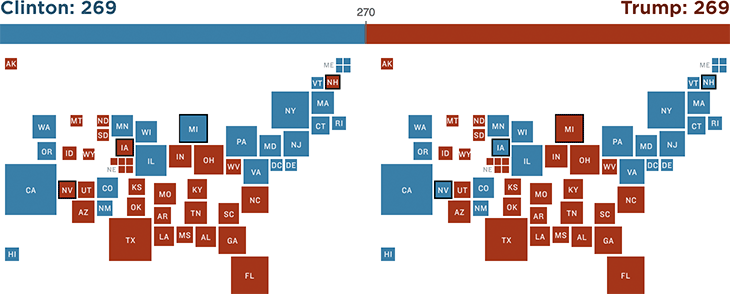 Clinton: 269
270
Trump: 269
AK
ME
VT NH
WA MT ND MN WI MI NY MA
SD CT RI
OR ID WY IA IL IN OH PA MD NJ
NE WV DC DE
CA NV UT CO KS MO KY VA
AZ NM OK AR TN SC NC
TX LA MS AL GA
HI FL
AK
ME
VT NH
WA MT ND MN WI MI NY MA
SD CT RI
OR ID WY IA IL IN OH PA MD NJ
NE WV DC DE
CA NV UT CO KS MO KY VA
AZ NM OK AR TN SC NC
TX LA MS AL GA
HI FL